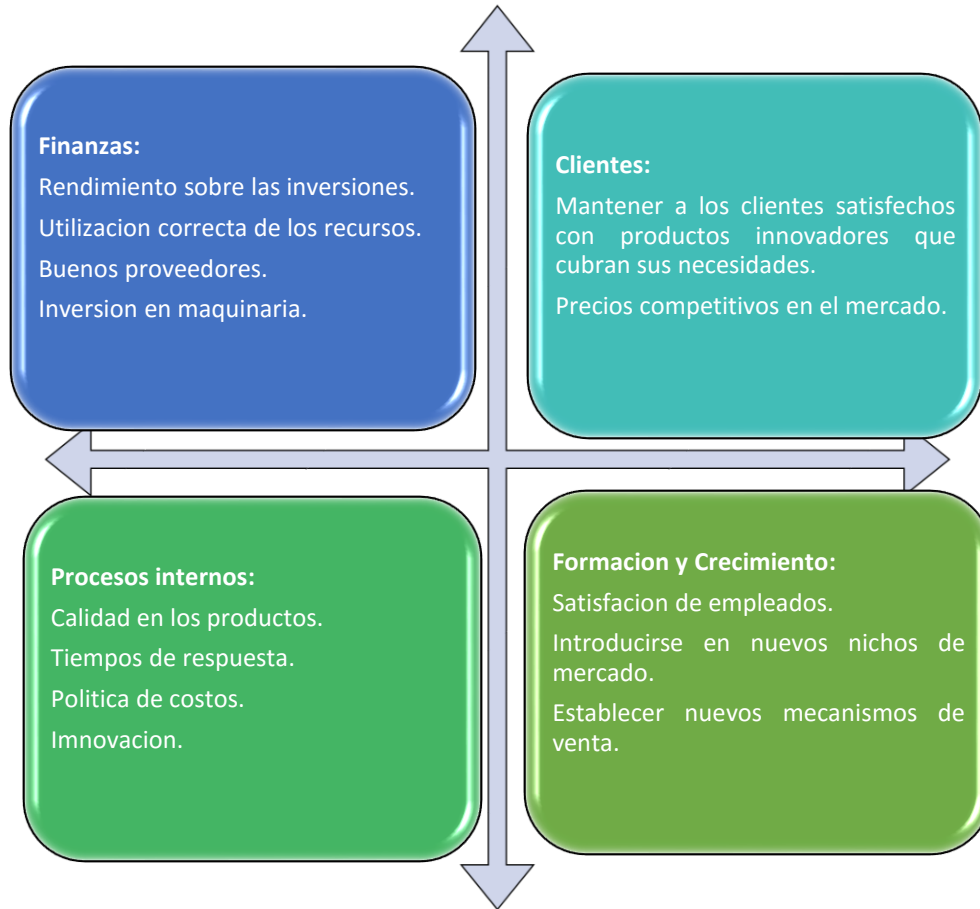 Finanzas:
Rendimiento sobre las inversiones.
Utilizacion correcta de los recursos.
Buenos proveedores.
Inversion en maquinaria.
Clientes:
Mantener a los clientes satisfechos
con productos innovadores que
cubran sus necesidades.
Precios competitivos en el mercado.
Procesos internos:
Calidad en los productos.
Tiempos de respuesta.
Politica de costos.
Imnovacion.
Formacion y Crecimiento:
Satisfacion de empleados.
Introducirse en nuevos nichos de
mercado.
Establecer nuevos mecanismos de
venta.